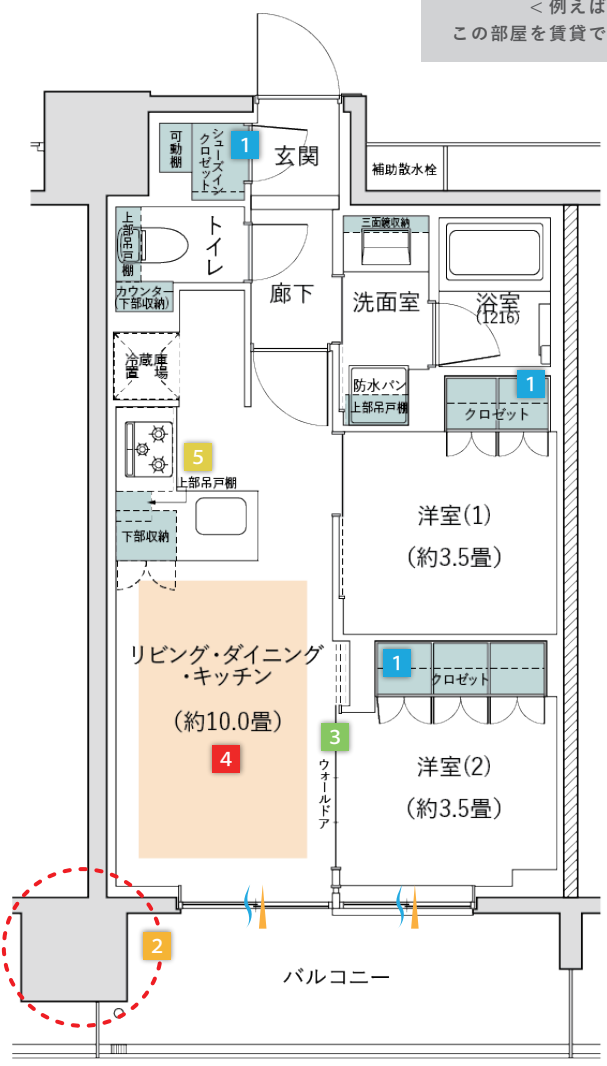 ＜例えば
この部屋を賃貸で
可動棚
シューズイン
クロゼット
1
玄関
補助散水栓
上部吊戸棚
トイレ
三面鏡収納
カウンター
(下部収納)
廊下
洗面室
浴室
(1216)
冷蔵庫
置場
防水パン
上部吊戸棚
1
クロゼット
5
上部吊戸棚
下部収納
洋室(1)
(約3.5畳)
リビング・ダイニング
・キッチン
(約10.0畳)
4
1
クロゼット
3
ウォールドア
洋室(2)
(約3.5畳)
2
バルコニー